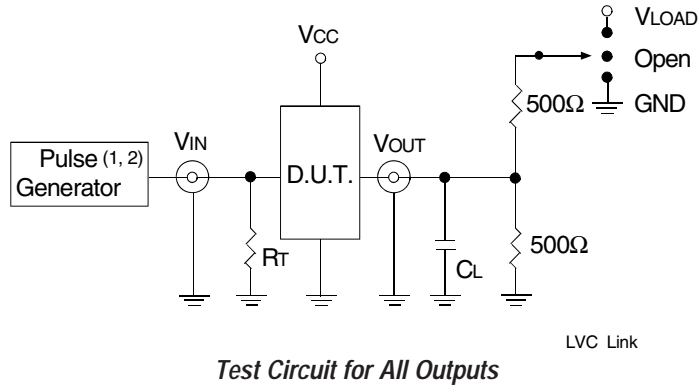 VLOAD
VCC
Open
500Ω
GND
VIN
VOUT
Pulse (1, 2)
Generator
D.U.T.
RT
CL
500Ω
LVC Link
Test Circuit for All Outputs